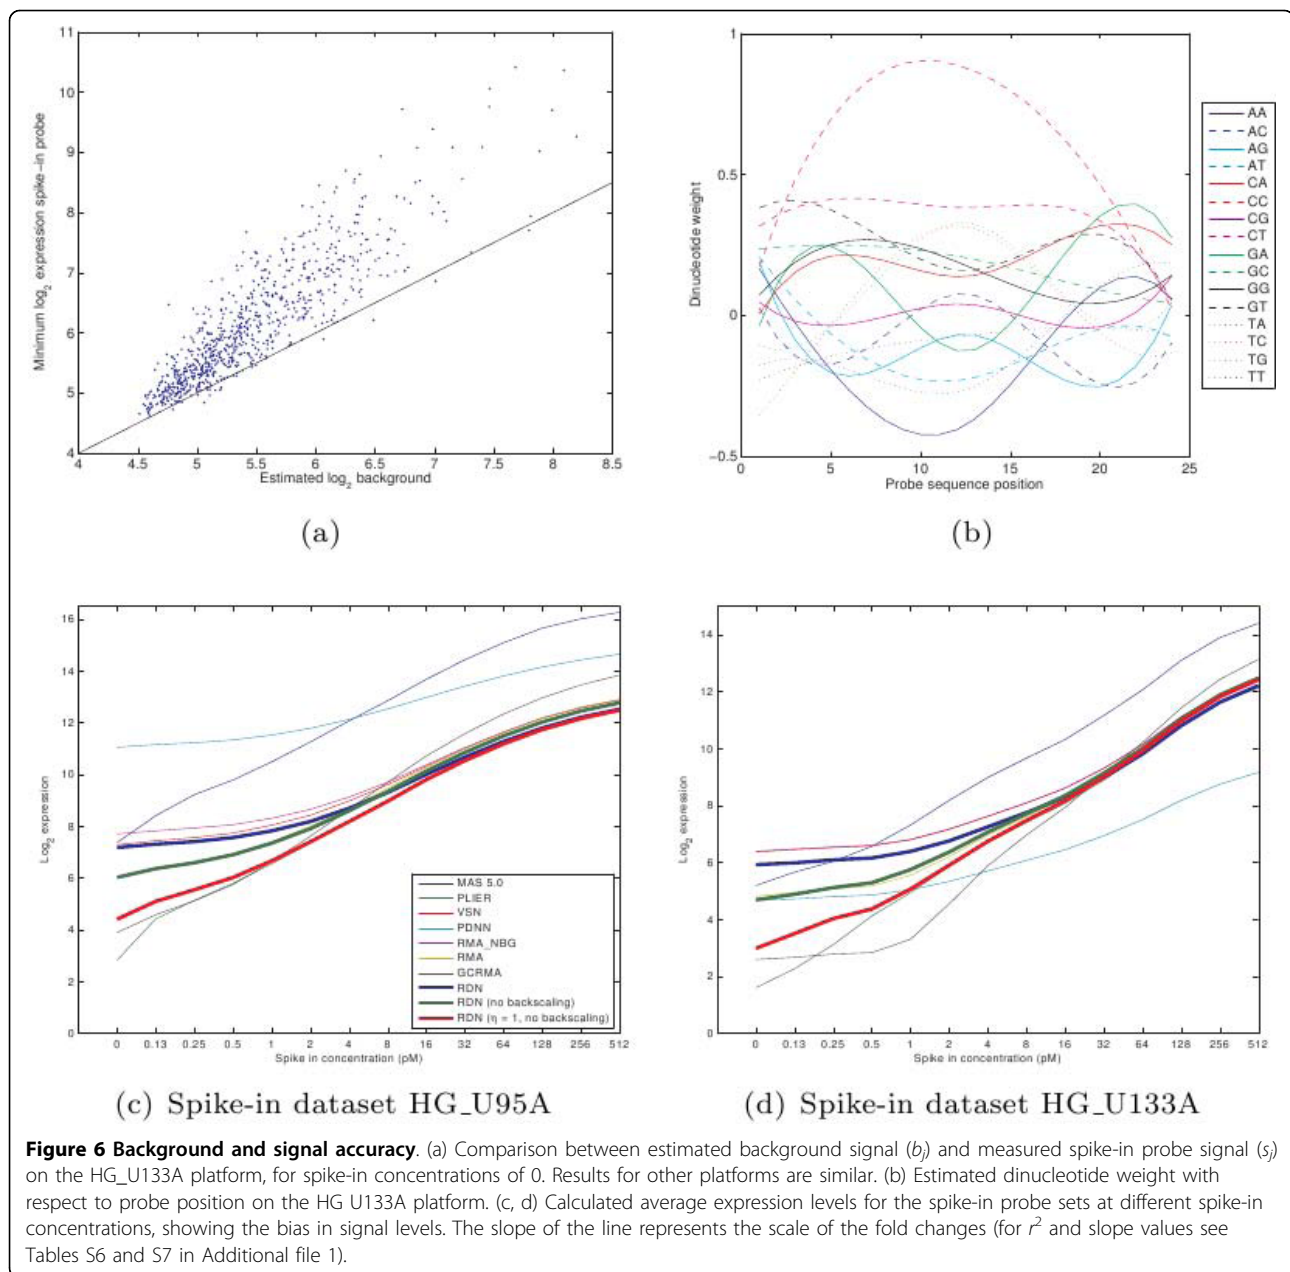 11
10
9
8
7
6
5
4
Minimum log2 expression spike-in probe
4 4.5 5 5.5 6 6.5 7 7.5 8 8.5
Estimated log2 background
(a)
1
0.5
0
-0.5
Dinucleotide weight
0 5 10 15 20 25
Probe sequence position
AA
AC
AG
AT
CA
CC
CG
CT
GA
GC
GG
GT
TA
TC
TG
TT
(b)
16
14
12
10
8
6
4
2
0
Log2 expression
0 0.13 0.25 0.5 1 2 4 8 16 32 64 128 256 512
Spike in concentration (pM)
MAS 5.0
PLIER
VSN
PDNN
RMA_NBG
RMA
GCRMA
RDN
RDN (no backscaling)
RDN (η = 1, no backscaling)
(c) Spike-in dataset HG_U95A
14
12
10
8
6
4
2
0
Log2 expression
0 0.13 0.25 0.5 1 2 4 8 16 32 64 128 256 512
Spike in concentration (pM)
(d) Spike-in dataset HG_U133A
Figure 6 Background and signal accuracy. (a) Comparison between estimated background signal (bj) and measured spike-in probe signal (sj)
on the HG_U133A platform, for spike-in concentrations of 0. Results for other platforms are similar. (b) Estimated dinucleotide weight with
respect to probe position on the HG U133A platform. (c, d) Calculated average expression levels for the spike-in probe sets at different spike-in
concentrations, showing the bias in signal levels. The slope of the line represents the scale of the fold changes (for r² and slope values see
Tables S6 and S7 in Additional file 1).